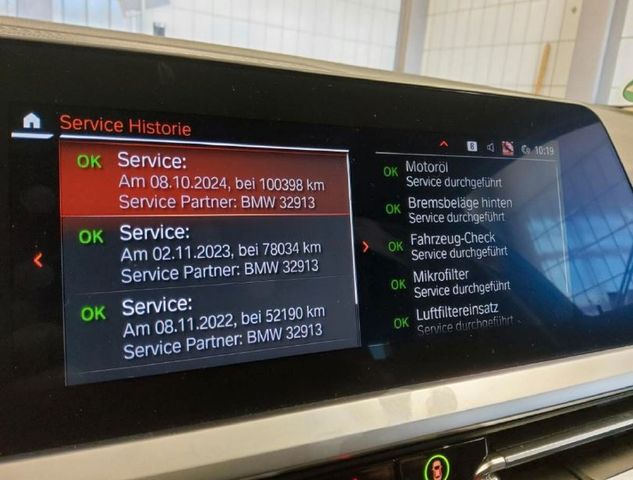 Service Historie
10:19
OK Service:
Am 08.10.2024, bei 100398 km
Service Partner: BMW 32913
OK Service:
Am 02.11.2023, bei 78034 km
Service Partner: BMW 32913
OK Service:
Am 08.11.2022, bei 52190 km
Service Partner: BMW 32913
OK Motoröl
Service durchgeführt
OK Bremsbeläge hinten
Service durchgeführt
OK Fahrzeug-Check
Service durchgeführt
OK Mikrofilter
Service durchgeführt
OK Luftfiltereinsatz
Service durchgeführt